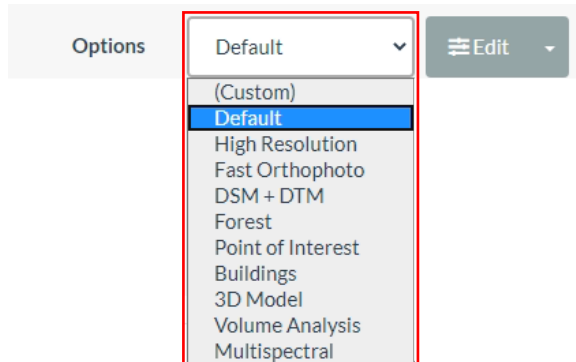 Options Default Edit
(Custom)
Default
High Resolution
Fast Orthophoto
DSM + DTM
Forest
Point of Interest
Buildings
3D Model
Volume Analysis
Multispectral